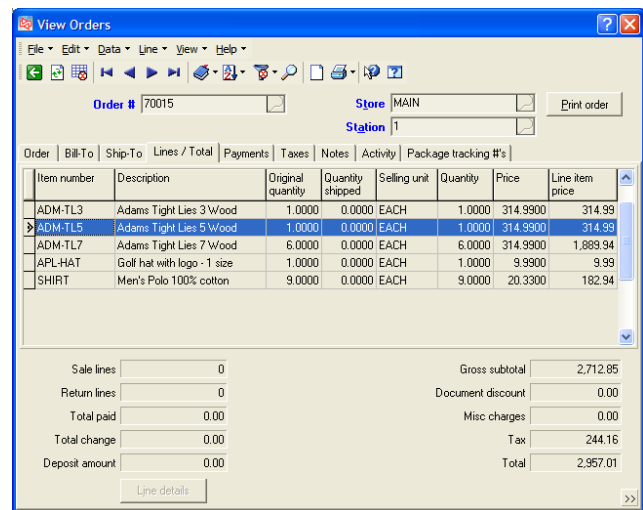 View Orders
File Edit Data Line View Help
Order # 70015 Store MAIN Print order
Station 1
Order Bill-To Ship-To Lines / Total Payments Taxes Notes Activity Package tracking #'s
Item number Description Original quantity Quantity shipped Selling unit Quantity Price Line item price
ADM-TL3 Adams Tight Lies 3 Wood 1.0000 0.0000 EACH 1.0000 314.9900 314.99
ADM-TL5 Adams Tight Lies 5 Wood 1.0000 0.0000 EACH 1.0000 314.9900 314.99
ADM-TL7 Adams Tight Lies 7 Wood 6.0000 0.0000 EACH 6.0000 314.9900 1,889.94
APL-HAT Golf hat with logo - 1 size 1.0000 0.0000 EACH 1.0000 9.9900 9.99
SHIRT Men's Polo 100% cotton 9.0000 0.0000 EACH 9.0000 20.3300 182.94
Sale lines 0 Gross subtotal 2,712.85
Return lines 0 Document discount 0.00
Total paid 0.00 Misc charges 0.00
Total change 0.00 Tax 244.16
Deposit amount 0.00 Total 2,957.01
Line details >>